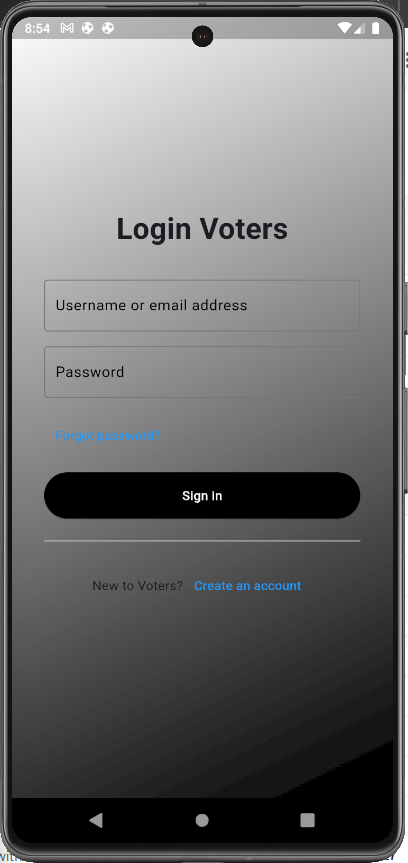 8:54
Login Voters
Username or email address
Password
Forgot password?
Sign in
New to Voters? Create an account
with